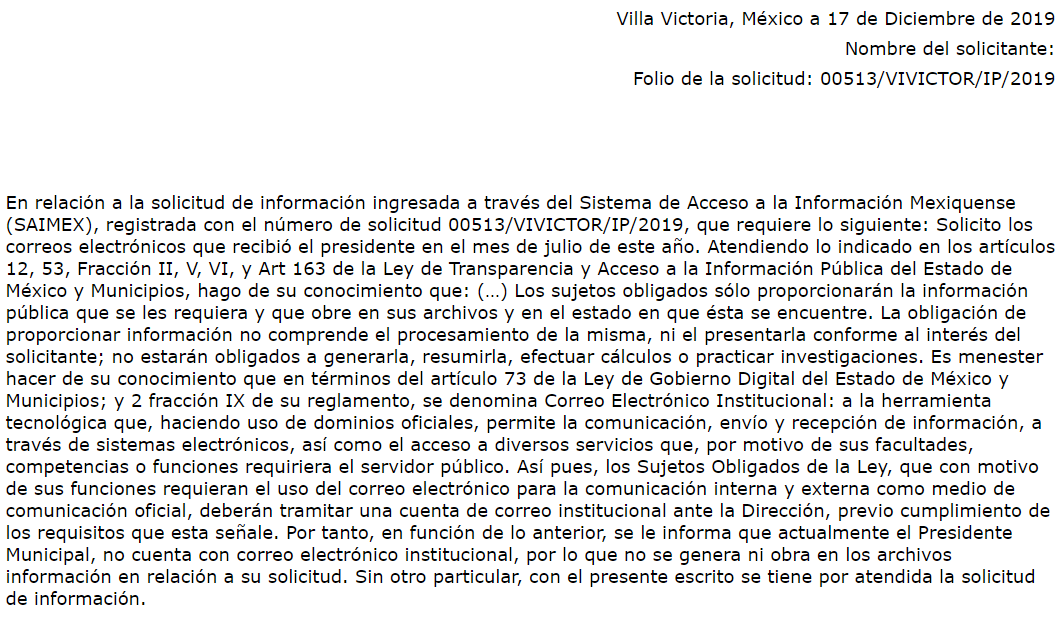 Villa Victoria, México a 17 de Diciembre de 2019
Nombre del solicitante:
Folio de la solicitud: 00513/VIVICTOR/IP/2019
En relación a la solicitud de información ingresada a través del Sistema de Acceso a la Información Mexiquense
(SAIMEX), registrada con el número de solicitud 00513/VIVICTOR/IP/2019, que requiere lo siguiente: Solicito los
correos electrónicos que recibió el presidente en el mes de julio de este año. Atendiendo lo indicado en los artículos
12, 53, Fracción II, V, VI, y Art 163 de la Ley de Transparencia y Acceso a la Información Pública del Estado de
México y Municipios, hago de su conocimiento que: (…) Los sujetos obligados sólo proporcionarán la información
pública que se les requiera y que obre en sus archivos y en el estado en que ésta se encuentre. La obligación de
proporcionar información no comprende el procesamiento de la misma, ni el presentarla conforme al interés del
solicitante; no estarán obligados a generarla, resumirla, efectuar cálculos o practicar investigaciones. Es menester
hacer de su conocimiento que en términos del artículo 73 de la Ley de Gobierno Digital del Estado de México y
Municipios; y 2 fracción IX de su reglamento, se denomina Correo Electrónico Institucional: a la herramienta
tecnológica que, haciendo uso de dominios oficiales, permite la comunicación, envío y recepción de información, a
través de sistemas electrónicos, así como el acceso a diversos servicios que, por motivo de sus facultades,
competencias o funciones requiriera el servidor público. Así pues, los Sujetos Obligados de la Ley, que con motivo
de sus funciones requieran el uso del correo electrónico para la comunicación interna y externa como medio de
comunicación oficial, deberán tramitar una cuenta de correo institucional ante la Dirección, previo cumplimiento de
los requisitos que esta señale. Por tanto, en función de lo anterior, se le informa que actualmente el Presidente
Municipal, no cuenta con correo electrónico institucional, por lo que no se genera ni obra en los archivos
información en relación a su solicitud. Sin otro particular, con el presente escrito se tiene por atendida la solicitud
de información.